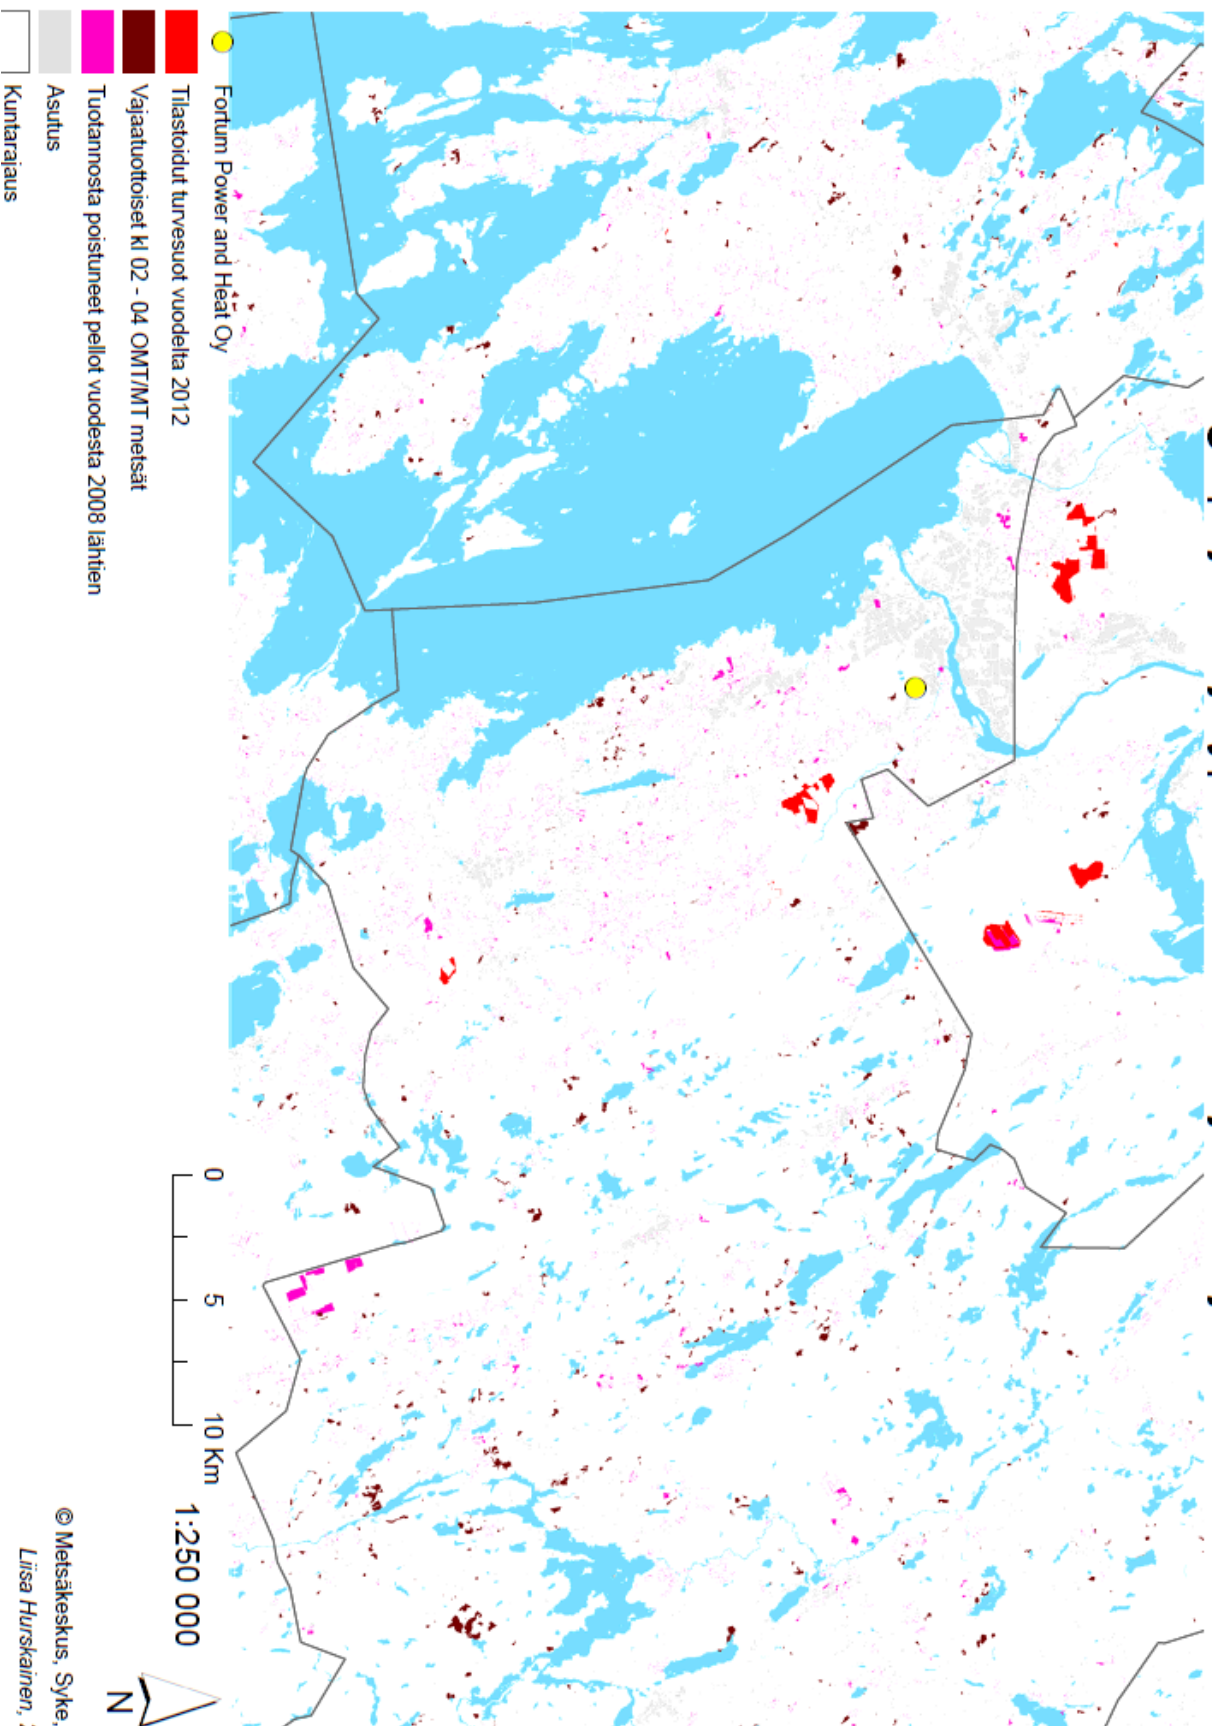 Fortum Power and Heat Oy
Tilastoidut turvesuot vuodelta 2012
Vajaatuottoiset kl 02 - 04 OMT/MT metsät
Tuotannosta poistuneet pellot vuodesta 2008 lähtien
Asutus
Kuntarajaus
0 5 10 Km
1:250 000
N
© Metsäkeskus, Syke,
Liisa Hurskainen,